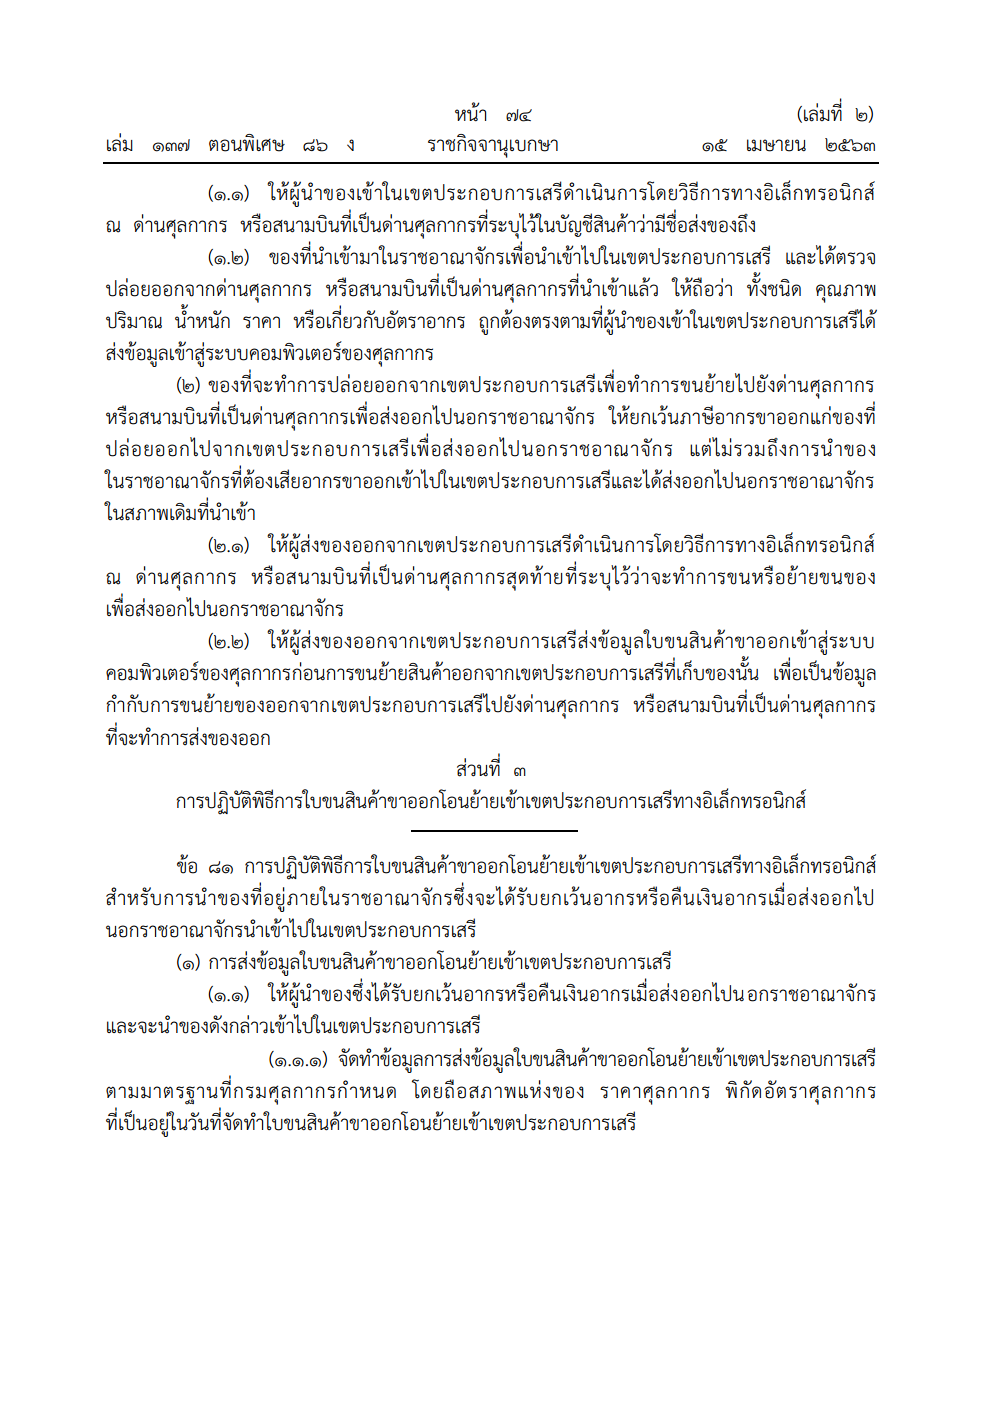 หน้า ๗๔
(เล่มที่ ๒)
เล่ม ๑๓๗ ตอนพิเศษ ๘๖ ง ราชกิจจานุเบกษา ๑๕ เมษายน ๒๕๖๓
(๑.๑) ให้ผู้นำของเข้าในเขตประกอบการเสรีดำเนินการโดยวิธีการทางอิเล็กทรอนิกส์
ณ ด่านศุลกากร หรือสนามบินที่เป็นด่านศุลกากรที่ระบุไว้ในบัญชีสินค้าว่ามีชื่อส่งของถึง
(๑.๒) ของที่นำเข้ามาในราชอาณาจักรเพื่อนำเข้าไปในเขตประกอบการเสรี และได้ตรวจ
ปล่อยออกจากด่านศุลกากร หรือสนามบินที่เป็นด่านศุลกากรที่นำเข้าแล้ว ให้ถือว่า ทั้งชนิด คุณภาพ
ปริมาณ น้ำหนัก ราคา หรือเกี่ยวกับอัตราอากร ถูกต้องตรงตามที่ผู้นำของเข้าในเขตประกอบการเสรีได้
ส่งข้อมูลเข้าสู่ระบบคอมพิวเตอร์ของศุลกากร
(๒) ของที่จะทำการปล่อยออกจากเขตประกอบการเสรีเพื่อทำการขนย้ายไปยังด่านศุลกากร
หรือสนามบินที่เป็นด่านศุลกากรเพื่อส่งออกไปนอกราชอาณาจักร ให้ยกเว้นภาษีอากรขาออกแก่ของที่
ปล่อยออกไปจากเขตประกอบการเสรีเพื่อส่งออกไปนอกราชอาณาจักร แต่ไม่รวมถึงการนำของ
ในราชอาณาจักรที่ต้องเสียอากรขาออกเข้าไปในเขตประกอบการเสรีและได้ส่งออกไปนอกราชอาณาจักร
ในสภาพเดิมที่นำเข้า
(๒.๑) ให้ผู้ส่งของออกจากเขตประกอบการเสรีดำเนินการโดยวิธีการทางอิเล็กทรอนิกส์
ณ ด่านศุลกากร หรือสนามบินที่เป็นด่านศุลกากรสุดท้ายที่ระบุไว้ว่าจะทำการขนหรือย้ายขนของ
เพื่อส่งออกไปนอกราชอาณาจักร
(๒.๒) ให้ผู้ส่งของออกจากเขตประกอบการเสรีส่งข้อมูลใบขนสินค้าขาออกเข้าสู่ระบบ
คอมพิวเตอร์ของศุลกากรก่อนการขนย้ายสินค้าออกจากเขตประกอบการเสรีที่เก็บของนั้น เพื่อเป็นข้อมูล
กำกับการขนย้ายของออกจากเขตประกอบการเสรีไปยังด่านศุลกากร หรือสนามบินที่เป็นด่านศุลกากร
ที่จะทำการส่งของออก
ส่วนที่ ๓
การปฏิบัติพิธีการใบขนสินค้าขาออกโอนย้ายเข้าเขตประกอบการเสรีทางอิเล็กทรอนิกส์
ข้อ ๘๑ การปฏิบัติพิธีการใบขนสินค้าขาออกโอนย้ายเข้าเขตประกอบการเสรีทางอิเล็กทรอนิกส์
สำหรับการนำของที่อยู่ภายในราชอาณาจักรซึ่งจะได้รับยกเว้นอากรหรือคืนเงินอากรเมื่อส่งออกไป
นอกราชอาณาจักรนำเข้าไปในเขตประกอบการเสรี
(๑) การส่งข้อมูลใบขนสินค้าขาออกโอนย้ายเข้าเขตประกอบการเสรี
(๑.๑) ให้ผู้นำของซึ่งได้รับยกเว้นอากรหรือคืนเงินอากรเมื่อส่งออกไปนอกราชอาณาจักร
และจะนำของดังกล่าวเข้าไปในเขตประกอบการเสรี
(๑.๑.๑) จัดทำข้อมูลการส่งข้อมูลใบขนสินค้าขาออกโอนย้ายเข้าเขตประกอบการเสรี
ตามมาตรฐานที่กรมศุลกากรกำหนด โดยถือสภาพแห่งของ ราคาศุลกากร พิกัดอัตราศุลกากร
ที่เป็นอยู่ในวันที่จัดทำใบขนสินค้าขาออกโอนย้ายเข้าเขตประกอบการเสรี